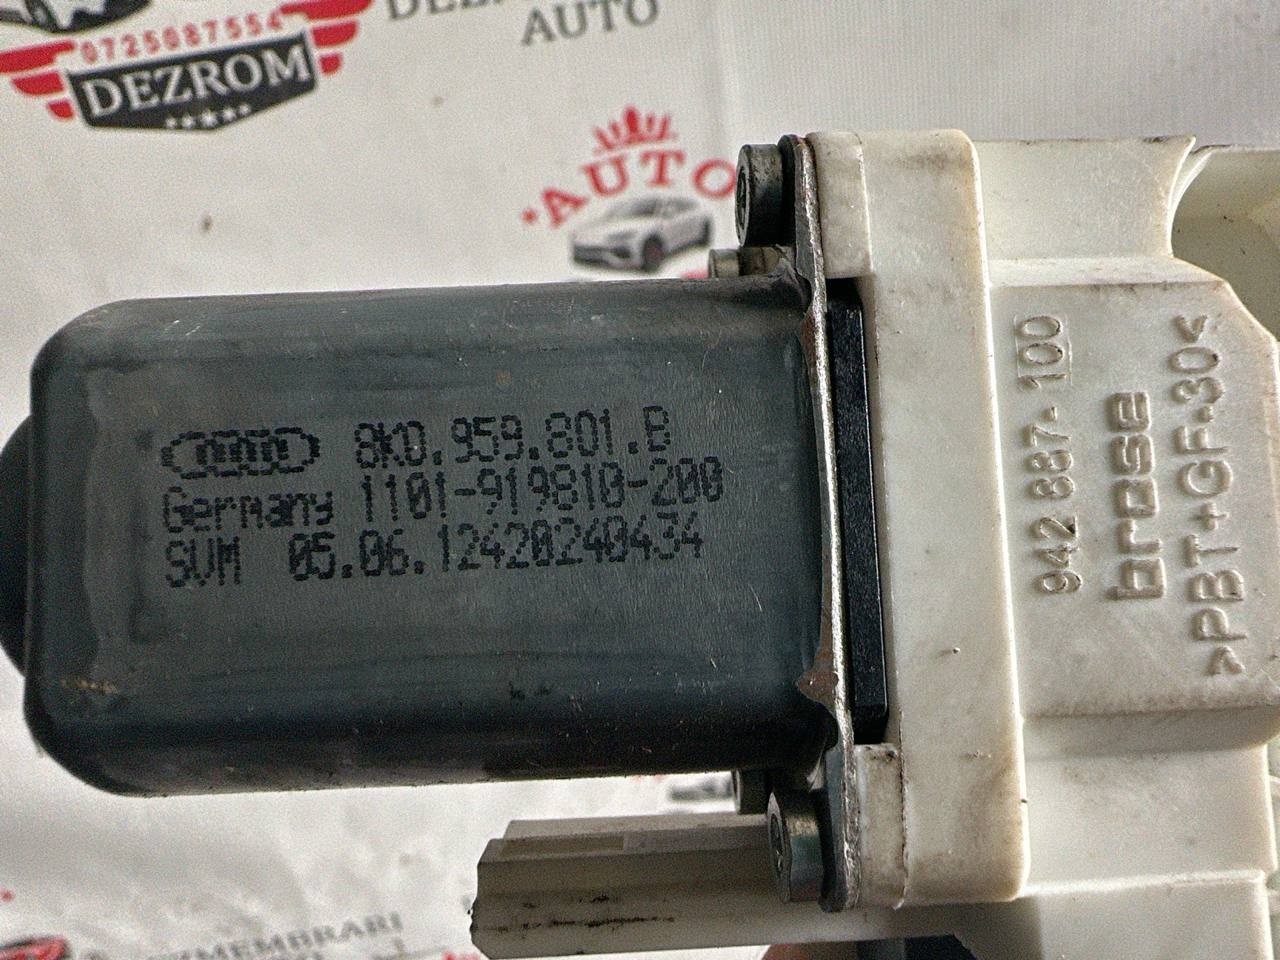 0725087554
DEZROM
AUTO
AUTO
8K0.959.801.B
Germany 1101-919810-200
SVM 05.06.12420240434
942 887-100
brose
>PBT+GF-30<